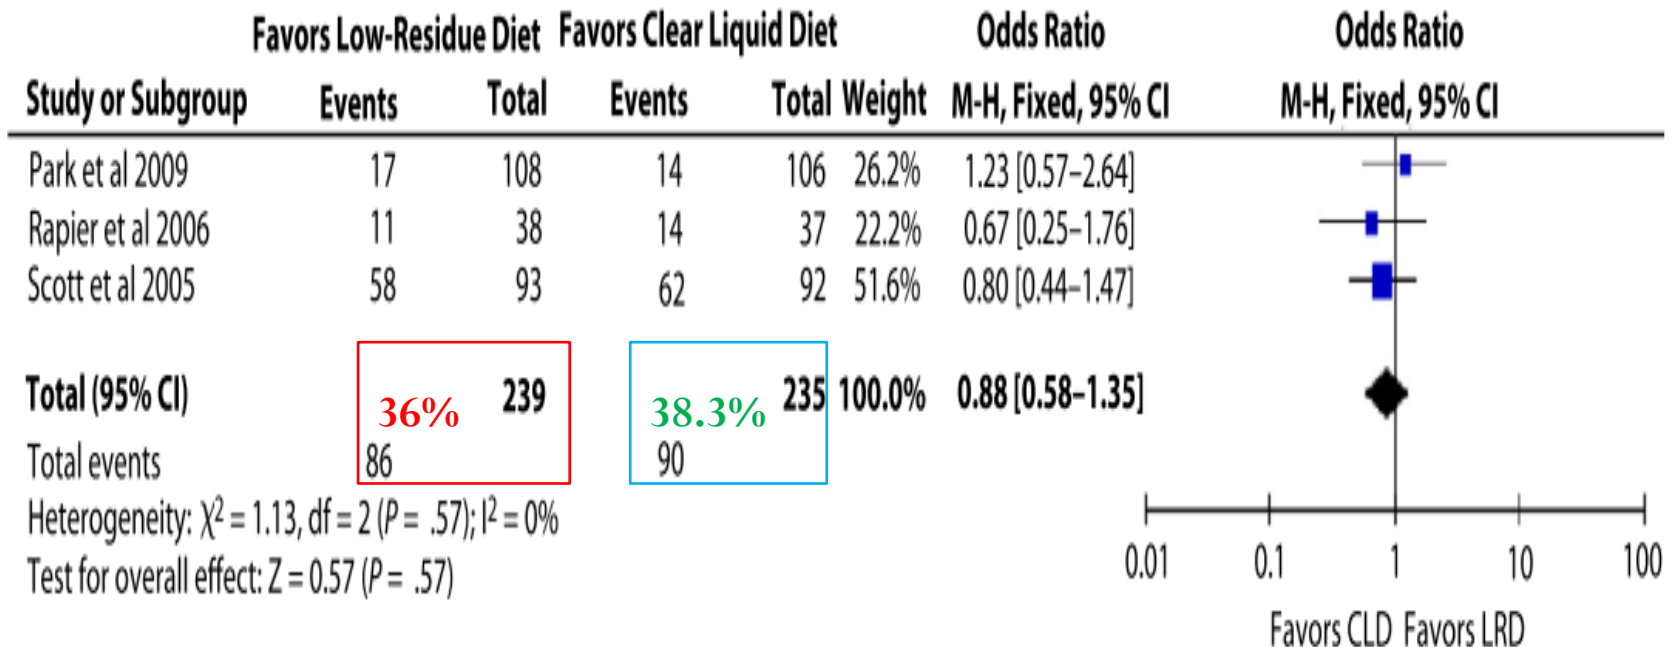 Favors Low-Residue Diet Favors Clear Liquid Diet Odds Ratio Odds Ratio
Study or Subgroup Events Total Events Total Weight M-H, Fixed, 95% CI M-H, Fixed, 95% CI
Park et al 2009 17 108 14 106 26.2% 1.23 [0.57–2.64]
Rapier et al 2006 11 38 14 37 22.2% 0.67 [0.25–1.76]
Scott et al 2005 58 93 62 92 51.6% 0.80 [0.44–1.47]
Total (95% CI) 36% 239 38.3% 235 100.0% 0.88 [0.58–1.35]
Total events 86 90
Heterogeneity: χ² = 1.13, df = 2 (P = .57); I² = 0%
Test for overall effect: Z = 0.57 (P = .57)
0.01 0.1 1 10 100
Favors CLD Favors LRD